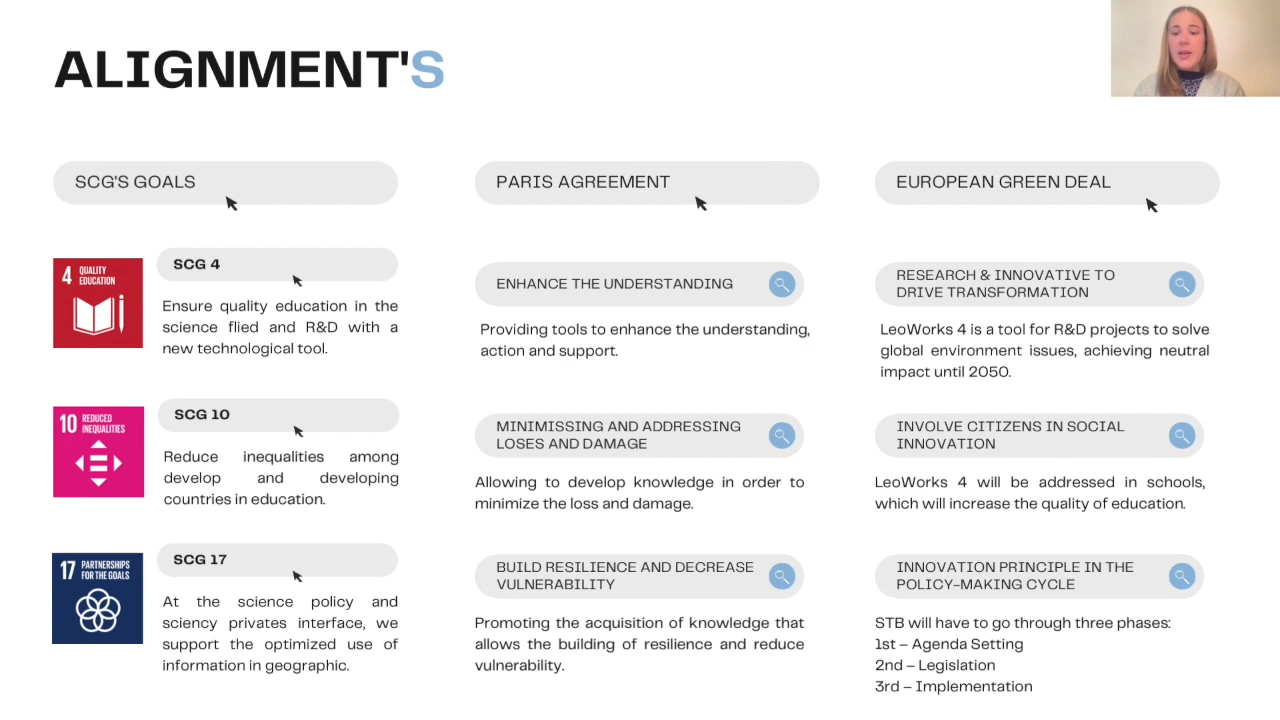 ALIGNMENT'S
SCG'S GOALS
4 QUALITY
EDUCATION
SCG 4
Ensure quality education in the
science flied and R&D with a
new technological tool.
10 REDUCED
INEQUALITIES
SCG 10
Reduce inequalities among
develop and developing
countries in education.
17 PARTNERSHIPS
FOR THE GOALS
SCG 17
At the science policy and
sciency privates interface, we
support the optimized use of
information in geographic.
PARIS AGREEMENT
ENHANCE THE UNDERSTANDING
Providing tools to enhance the understanding,
action and support.
MINIMISSING AND ADDRESSING
LOSES AND DAMAGE
Allowing to develop knowledge in order to
minimize the loss and damage.
BUILD RESILIENCE AND DECREASE
VULNERABILITY
Promoting the acquisition of knowledge that
allows the building of resilience and reduce
vulnerability.
EUROPEAN GREEN DEAL
RESEARCH & INNOVATIVE TO
DRIVE TRANSFORMATION
LeoWorks 4 is a tool for R&D projects to solve
global environment issues, achieving neutral
impact until 2050.
INVOLVE CITIZENS IN SOCIAL
INNOVATION
LeoWorks 4 will be addressed in schools,
which will increase the quality of education.
INNOVATION PRINCIPLE IN THE
POLICY-MAKING CYCLE
STB will have to go through three phases:
1st – Agenda Setting
2nd – Legislation
3rd – Implementation